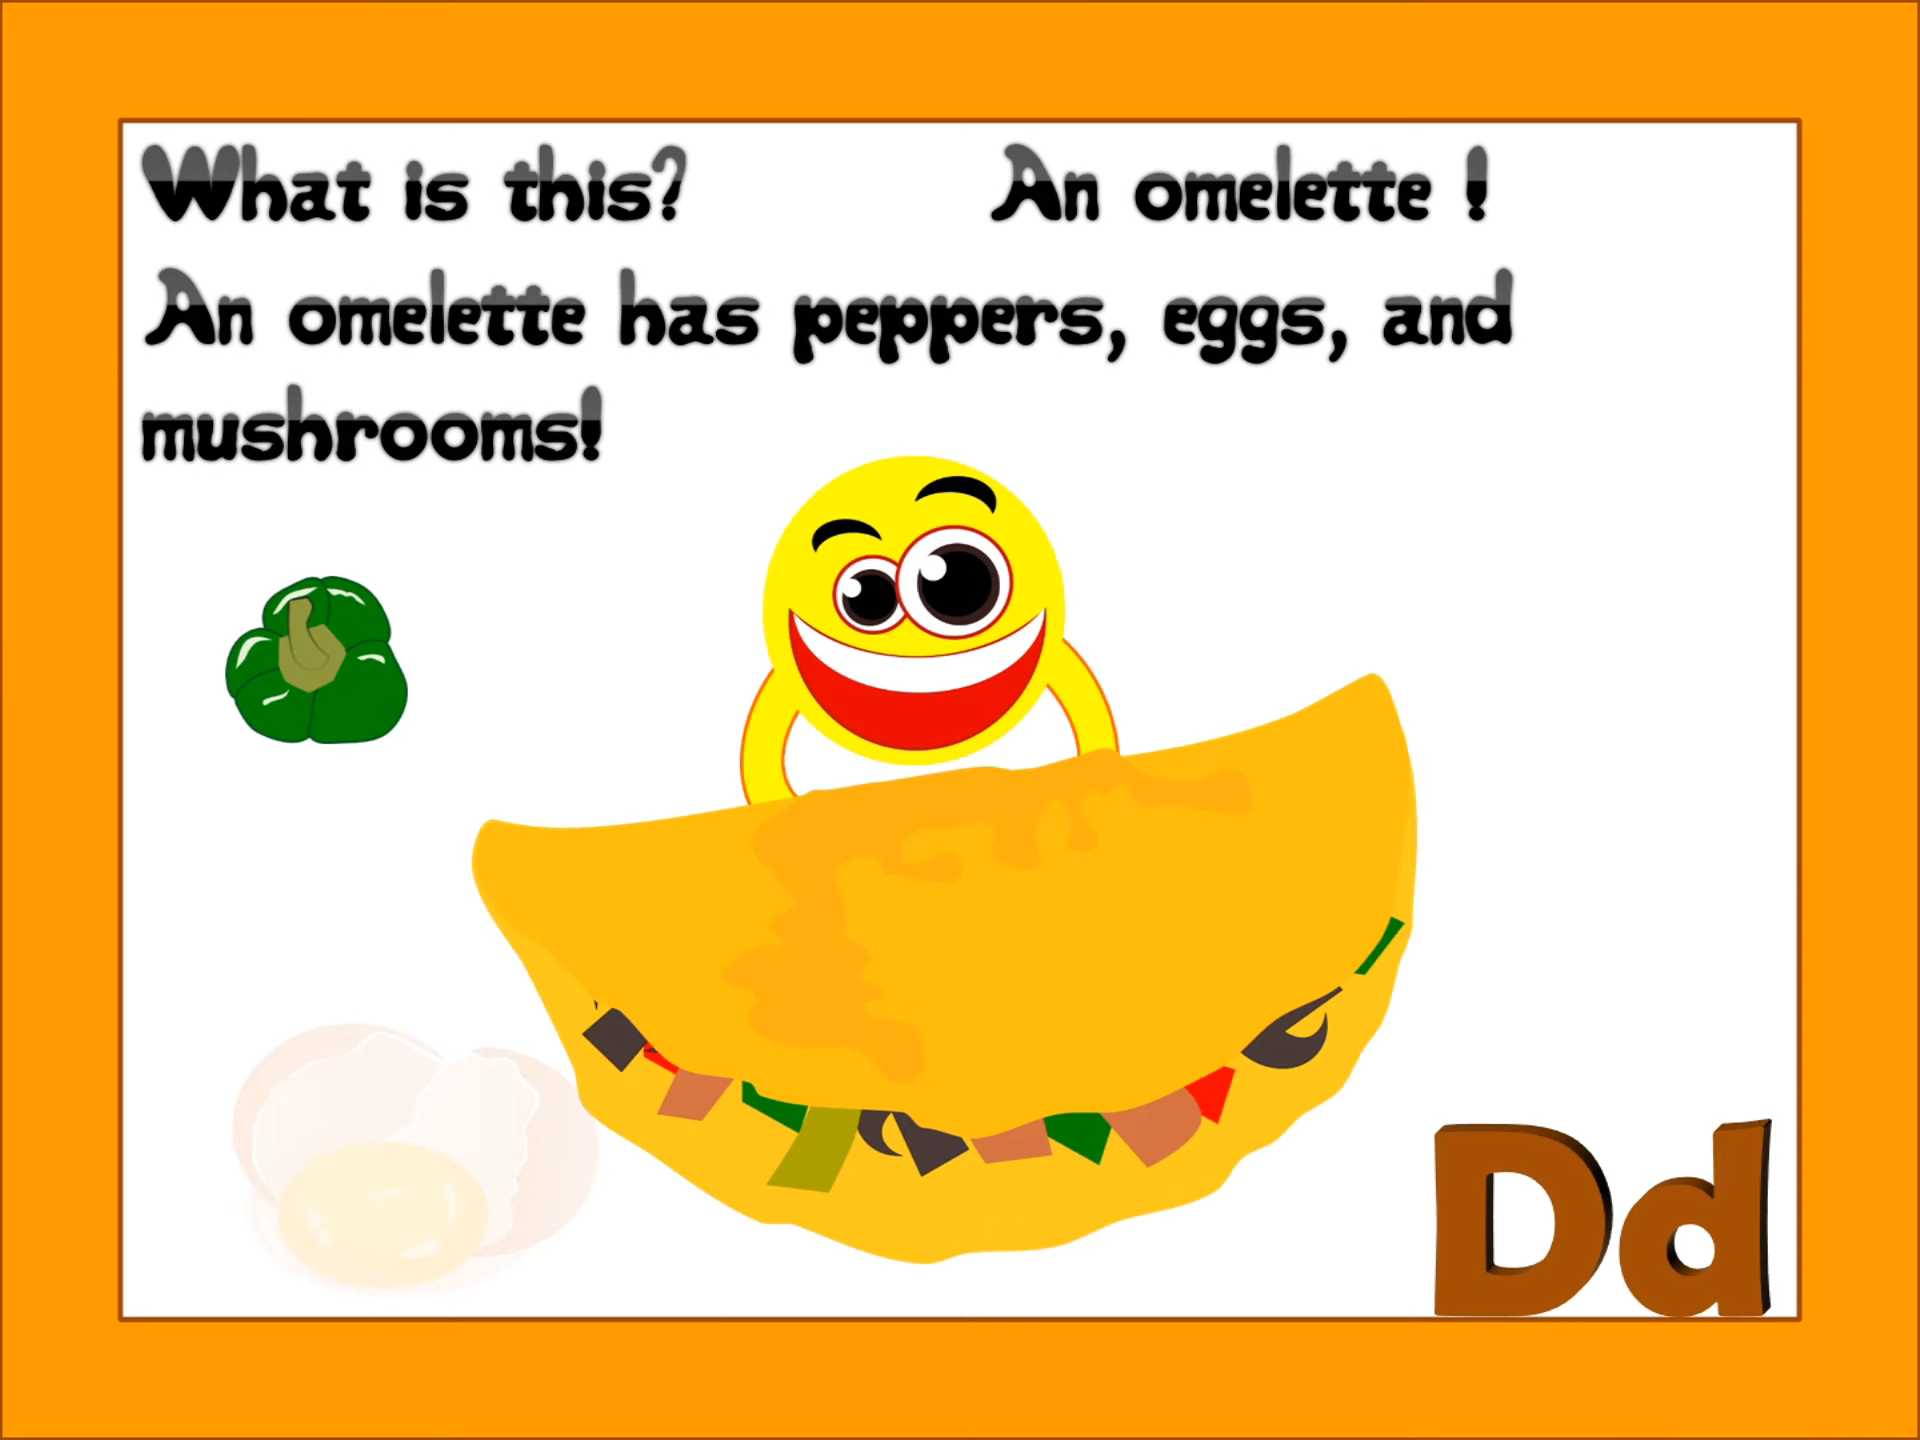 What is this? An omelette !
An omelette has peppers, eggs, and
mushrooms!
Dd